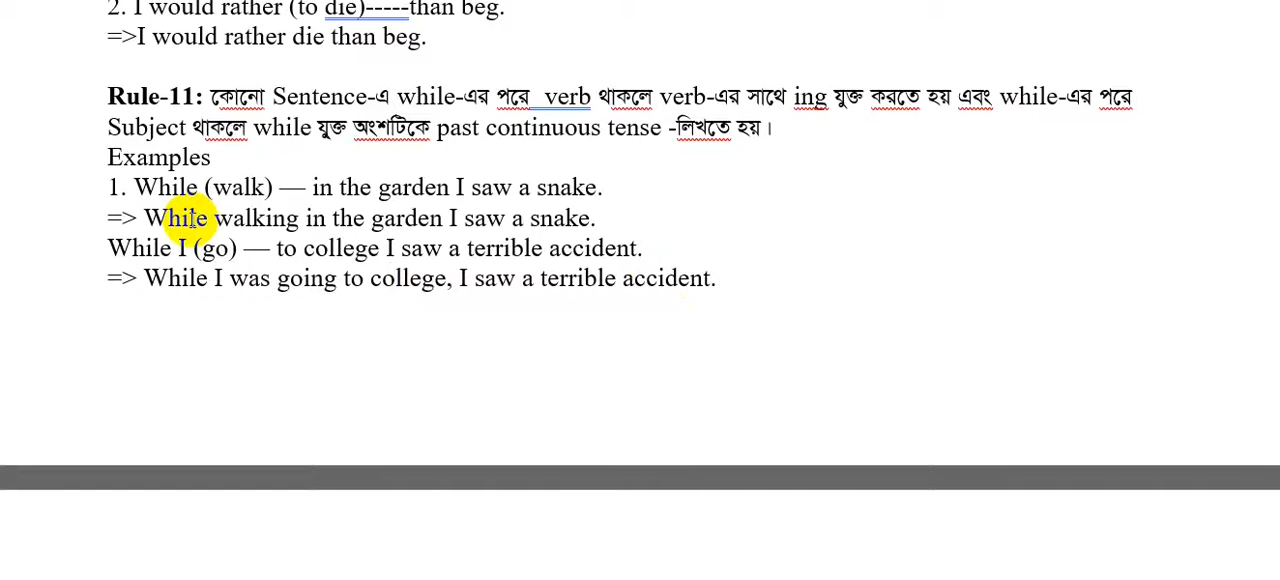 2. I would rather (to die)-----than beg.
=>I would rather die than beg.
Rule-11: কোনো Sentence-এ while-এর পরে verb থাকলে verb-এর সাথে ing যুক্ত করতে হয় এবং while-এর পরে
Subject থাকলে while যুক্ত অংশটিকে past continuous tense -লিখতে হয়।
Examples
1. While (walk) — in the garden I saw a snake.
=> While walking in the garden I saw a snake.
While I (go) — to college I saw a terrible accident.
=> While I was going to college, I saw a terrible accident.